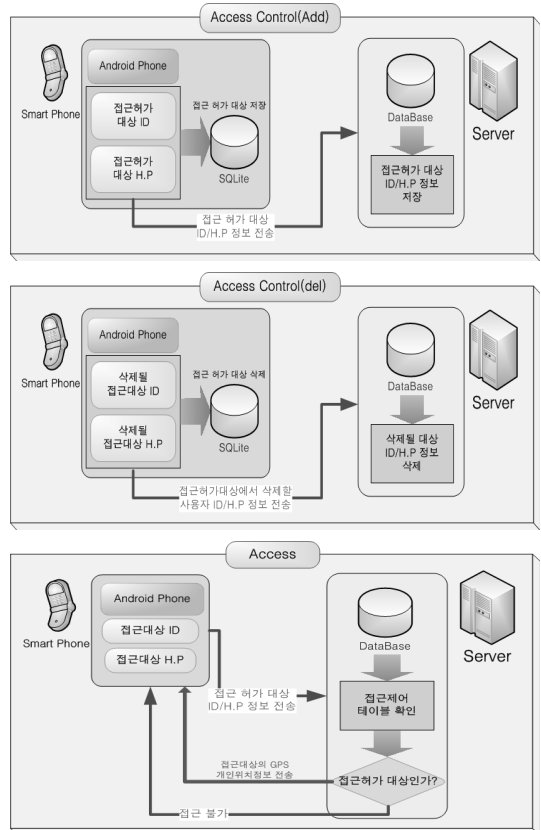 Access Control(Add)
Smart Phone
Android Phone
접근허가
대상 ID
접근허가
대상 H.P
접근 허가 대상 저장
SQLite
접근 허가 대상
ID/H.P 정보 전송
DataBase
접근허가 대상
ID/H.P 정보
저장
Server
Access Control(del)
Smart Phone
Android Phone
삭제될
접근대상 ID
삭제될
접근대상 H.P
접근 허가 대상 삭제
SQLite
접근허가대상에서 삭제할
사용자 ID/H.P 정보 전송
DataBase
삭제될 대상
ID/H.P 정보
삭제
Server
Access
Smart Phone
Android Phone
접근대상 ID
접근대상 H.P
접근 허가 대상
ID/H.P 정보 전송
DataBase
접근제어
테이블 확인
Server
접근대상의 GPS
개인위치정보 전송
접근허가 대상인가?
접근 불가